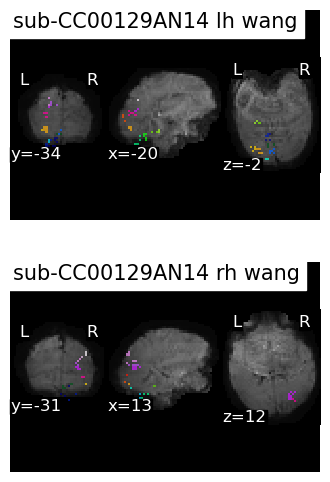 sub-CC00129AN14 lh wang
L R L R
y=-34 x=-20 z=-2
sub-CC00129AN14 rh wang
L R L R
y=-31 x=13 z=12